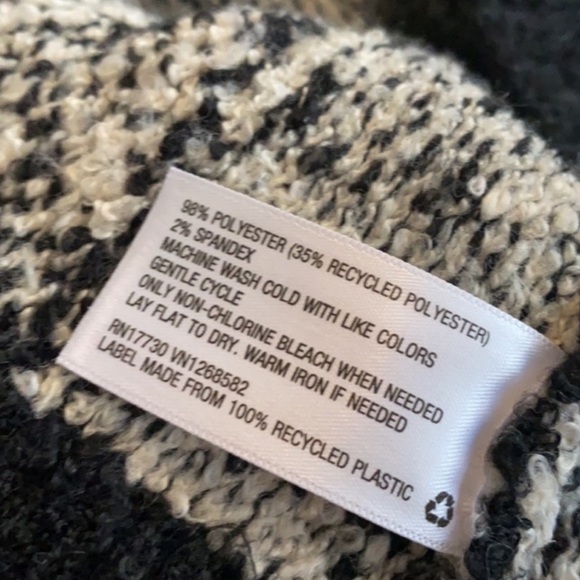 98% POLYESTER (35% RECYCLED POLYESTER)
2% SPANDEX
MACHINE WASH COLD WITH LIKE COLORS
GENTLE CYCLE
ONLY NON-CHLORINE BLEACH WHEN NEEDED
LAY FLAT TO DRY. WARM IRON IF NEEDED
RN17730 VN1268582
LABEL MADE FROM 100% RECYCLED PLASTIC